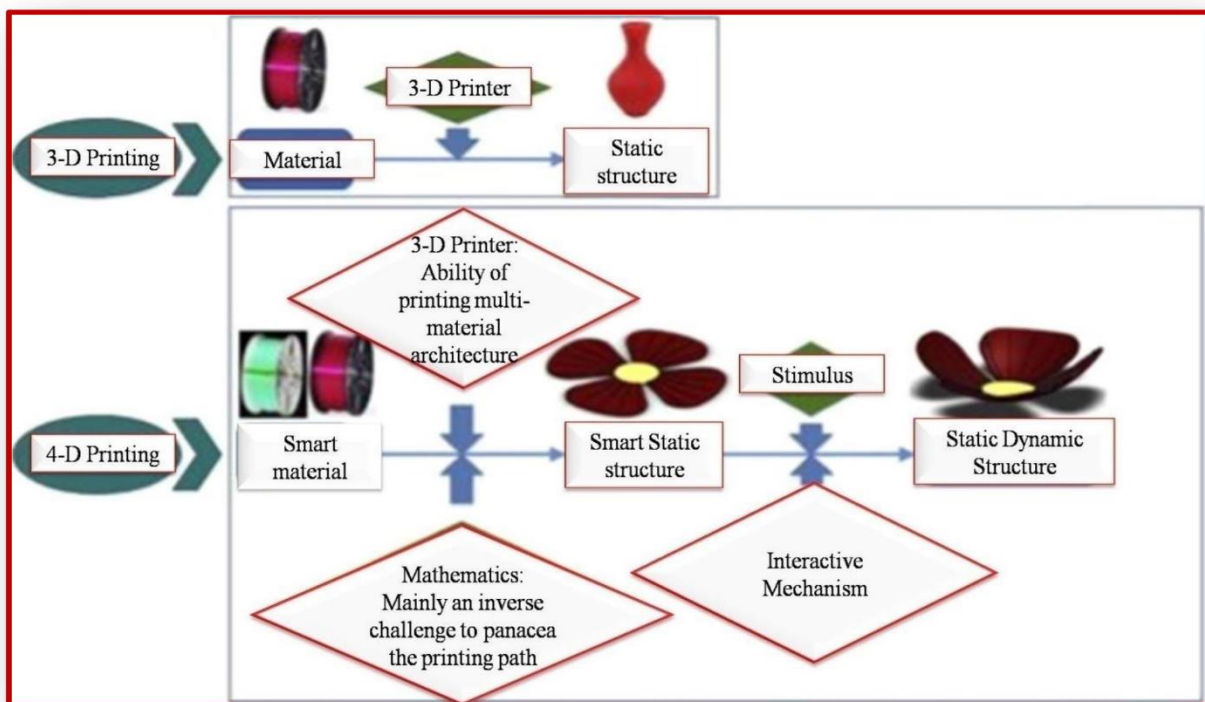 3-D Printing
Material
3-D Printer
Static
structure
4-D Printing
Smart
material
3-D Printer:
Ability of
printing multi-
material
architecture
Mathematics:
Mainly an inverse
challenge to panacea
the printing path
Smart Static
structure
Stimulus
Interactive
Mechanism
Static Dynamic
Structure